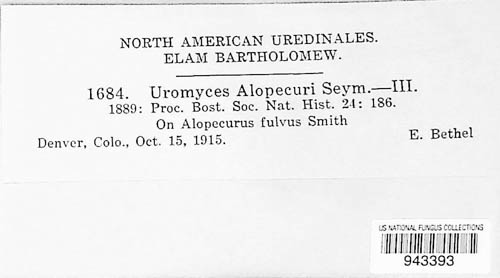 NORTH AMERICAN UREDINALES.
ELAM BARTHOLOMEW.
1684. Uromyces Alopecuri Seym.—III.
1889: Proc. Bost. Soc. Nat. Hist. 24: 186.
On Alopecurus fulvus Smith
Denver, Colo., Oct. 15, 1915. E. Bethel
US NATIONAL FUNGUS COLLECTIONS
943393